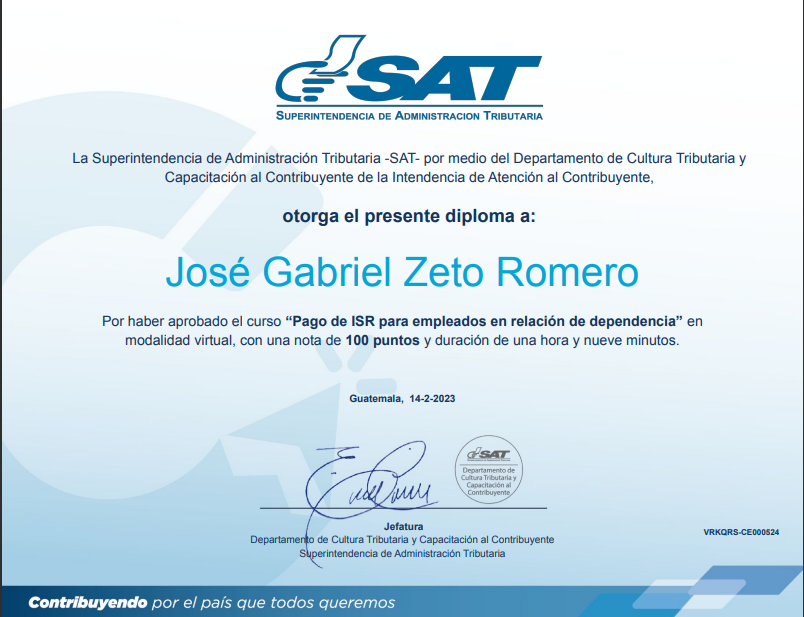 SAT
SUPERINTENDENCIA DE ADMINISTRACION TRIBUTARIA
La Superintendencia de Administración Tributaria -SAT- por medio del Departamento de Cultura Tributaria y
Capacitación al Contribuyente de la Intendencia de Atención al Contribuyente,
otorga el presente diploma a:
José Gabriel Zeto Romero
Por haber aprobado el curso “Pago de ISR para empleados en relación de dependencia” en
modalidad virtual, con una nota de 100 puntos y duración de una hora y nueve minutos.
Guatemala, 14-2-2023
SAT
Departamento de
Cultura Tributaria y
Capacitación al
Contribuyente
Jefatura
Departamento de Cultura Tributaria y Capacitación al Contribuyente
Superintendencia de Administración Tributaria
VRKQRS-CE000524
Contribuyendo por el país que todos queremos